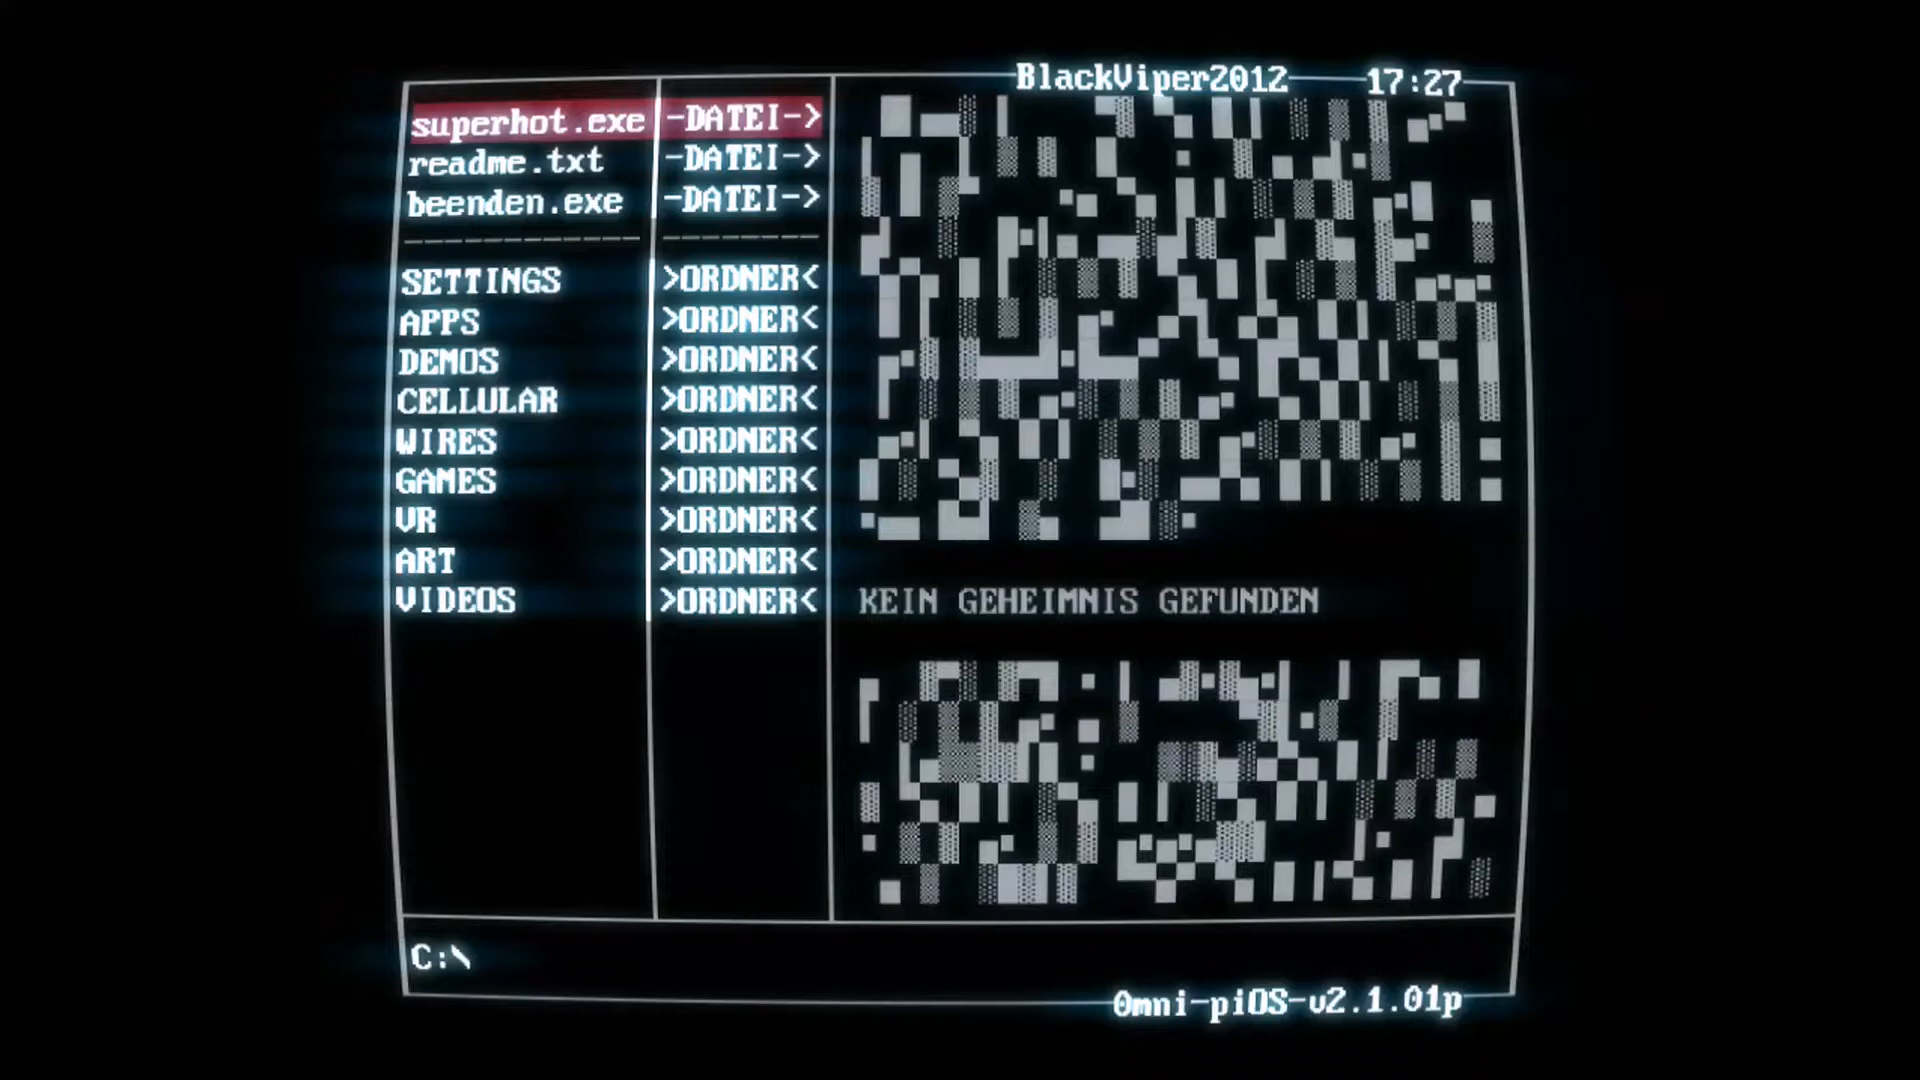 BlackViper2012 17:27
superhot.exe -DATEI->
readme.txt -DATEI->
beenden.exe -DATEI->
SETTINGS >ORDNER<
APPS >ORDNER<
DEMOS >ORDNER<
CELLULAR >ORDNER<
WIRES >ORDNER<
GAMES >ORDNER<
VR >ORDNER<
ART >ORDNER<
VIDEOS >ORDNER<
KEIN GEHEIMNIS GEFUNDEN
C:\
0mni-piOS-v2.1.01p